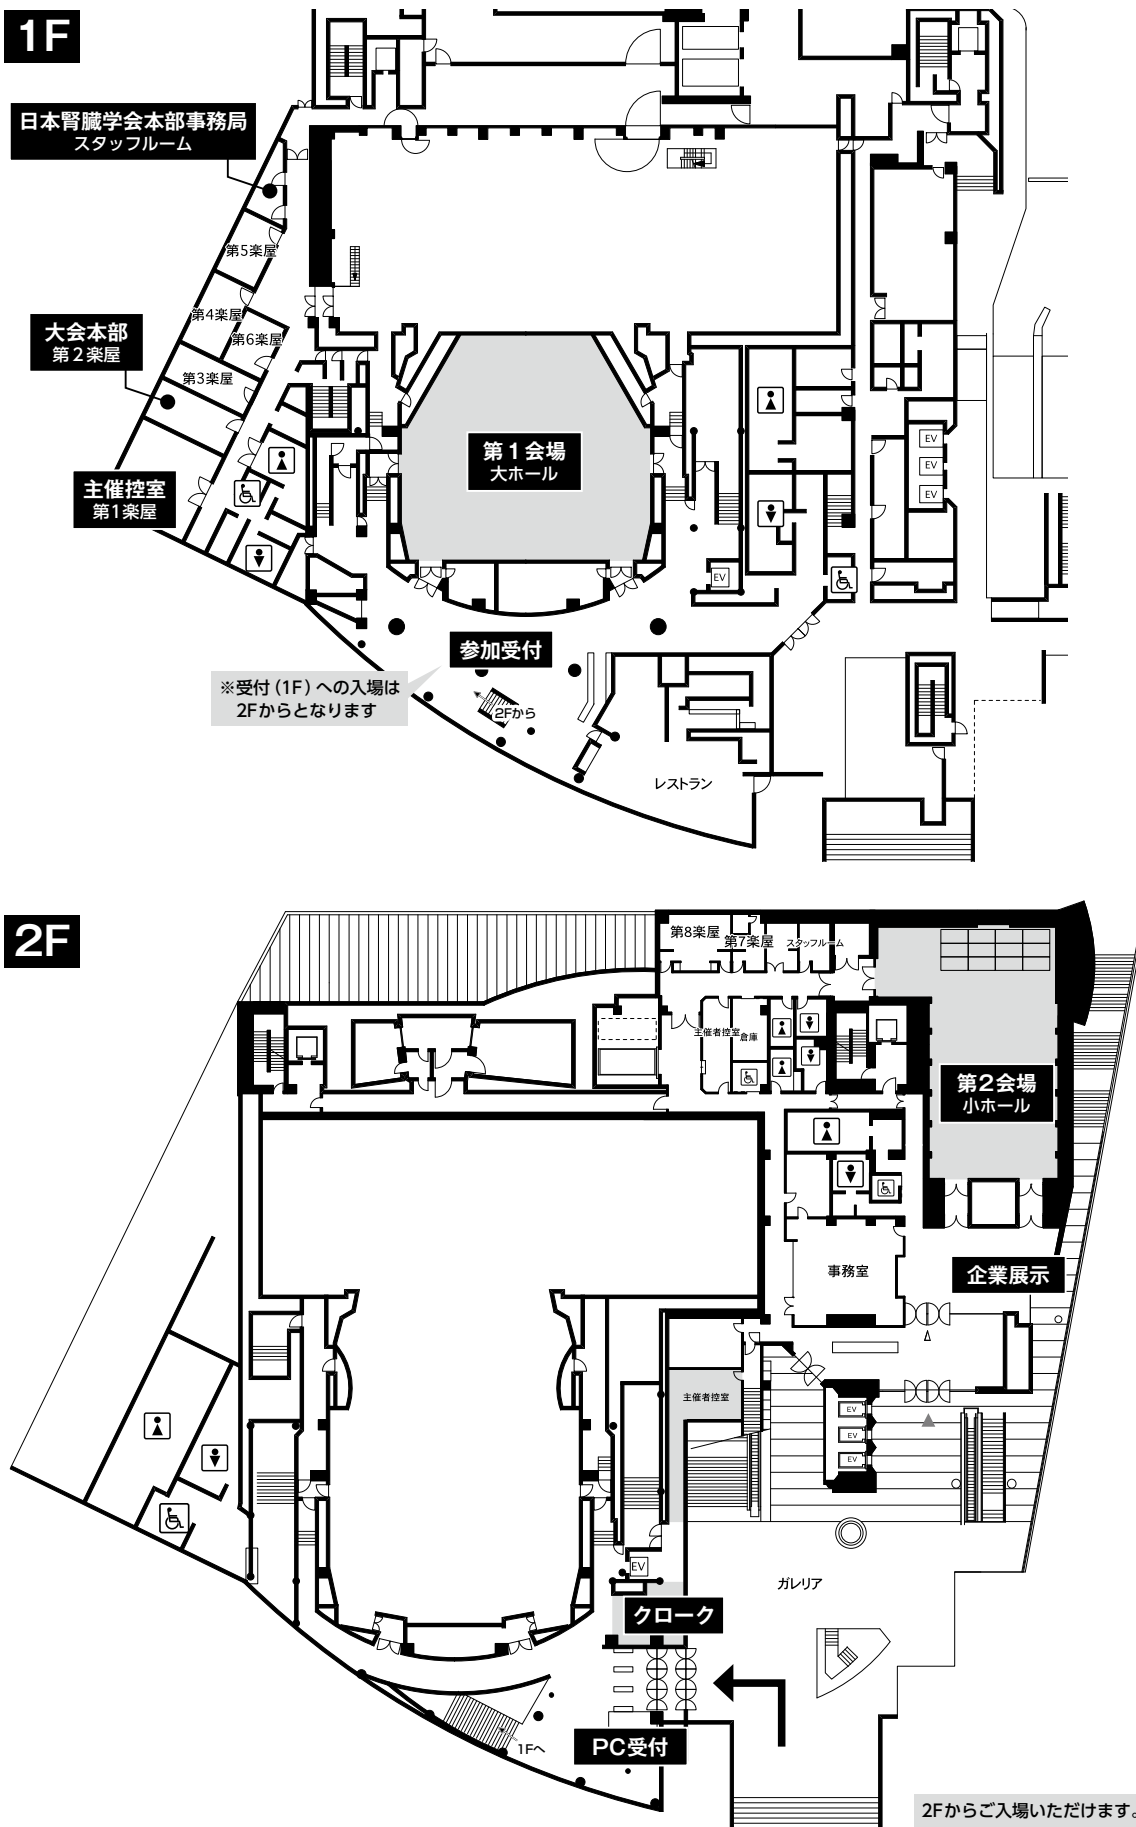 1F
日本腎臓学会本部事務局
スタッフルーム
第5楽屋
第4楽屋
大会本部
第2楽屋
第6楽屋
第3楽屋
第1会場
大ホール
EV
EV
EV
主催控室
第1楽屋
EV
参加受付
※受付(1F)への入場は
2Fからとなります
2Fから
レストラン
2F
第8楽屋
第7楽屋
スタッフルーム
主催者控室
倉庫
第2会場
小ホール
事務室
企業展示
主催者控室
EV
EV
EV
EV
ガレリア
クローク
PC受付
1Fへ
2Fからご入場いただけます。